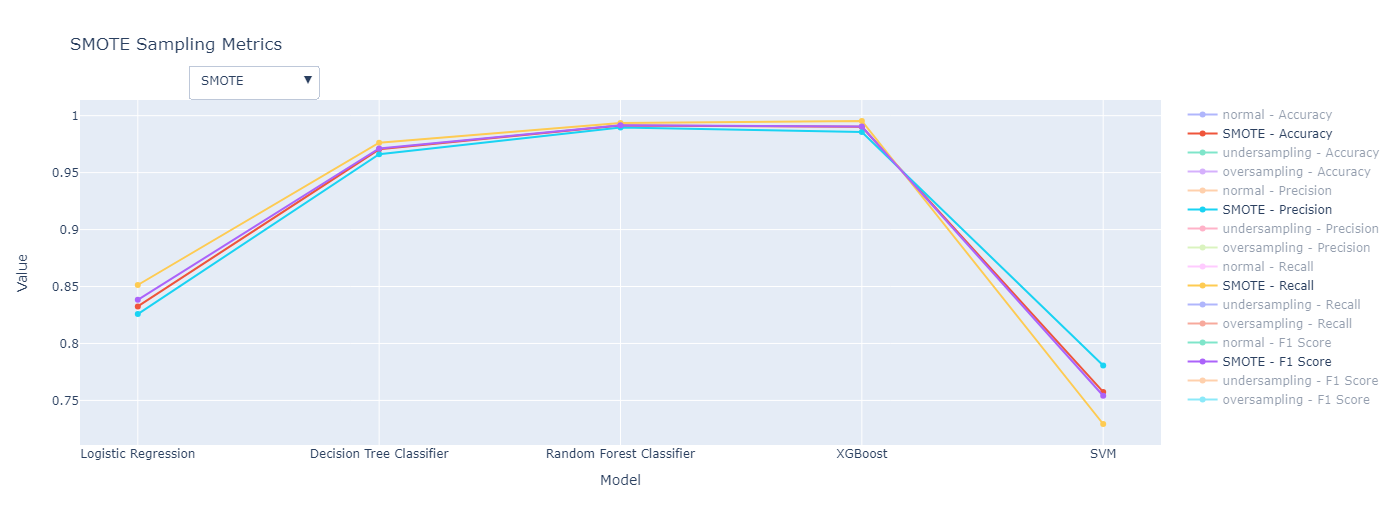 SMOTE Sampling Metrics
SMOTE ▼
1
0.95
0.9
0.85
0.8
0.75
Value
Logistic Regression
Decision Tree Classifier
Random Forest Classifier
XGBoost
SVM
Model
normal - Accuracy
SMOTE - Accuracy
undersampling - Accuracy
oversampling - Accuracy
normal - Precision
SMOTE - Precision
undersampling - Precision
oversampling - Precision
normal - Recall
SMOTE - Recall
undersampling - Recall
oversampling - Recall
normal - F1 Score
SMOTE - F1 Score
undersampling - F1 Score
oversampling - F1 Score